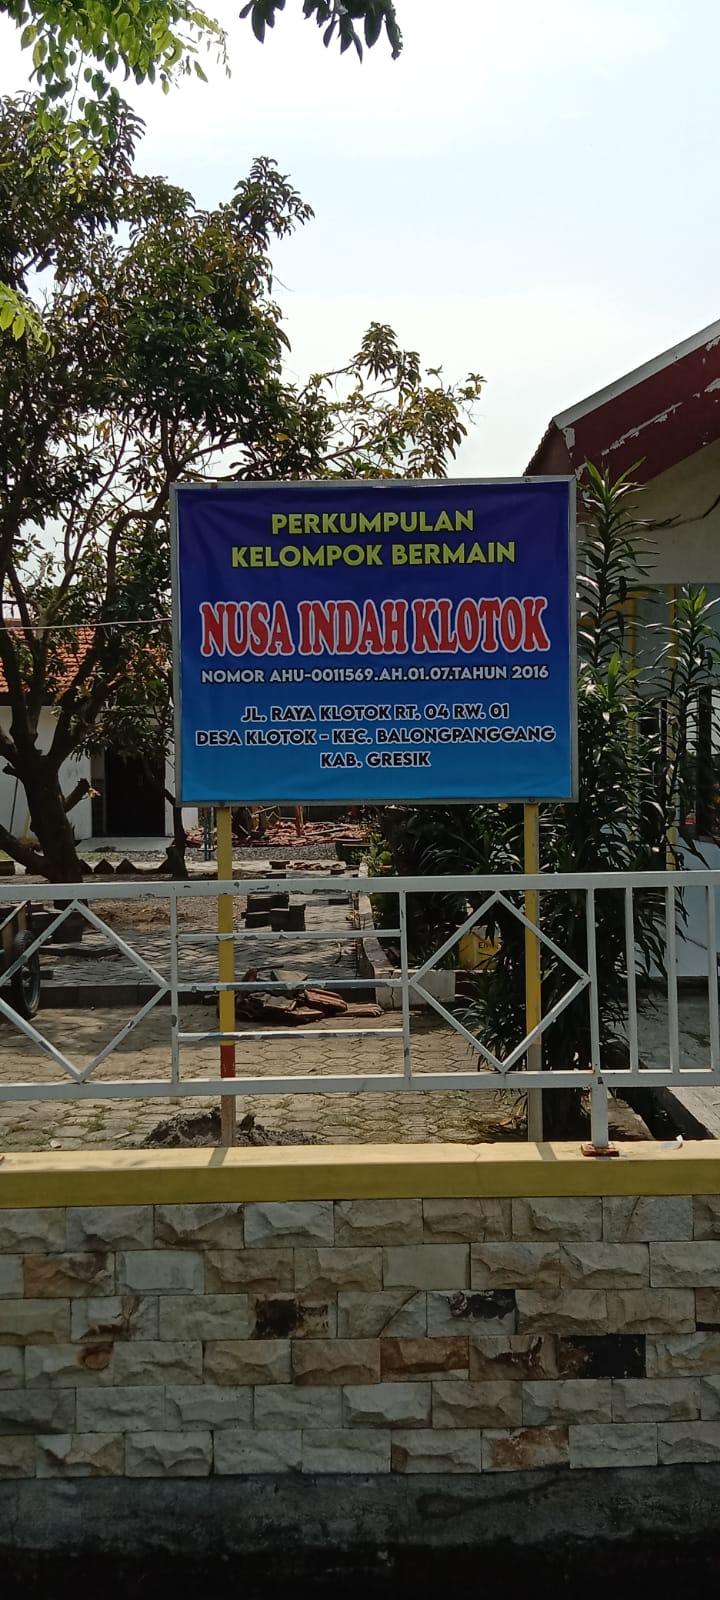 PERKUMPULAN
KELOMPOK BERMAIN
NUSA INDAH KLOTOK
NOMOR AHU-0011569.AH.01.07.TAHUN 2016
JL. RAYA KLOTOK RT. 04 RW. 01
DESA KLOTOK - KEC. BALONGPANGGANG
KAB. GRESIK